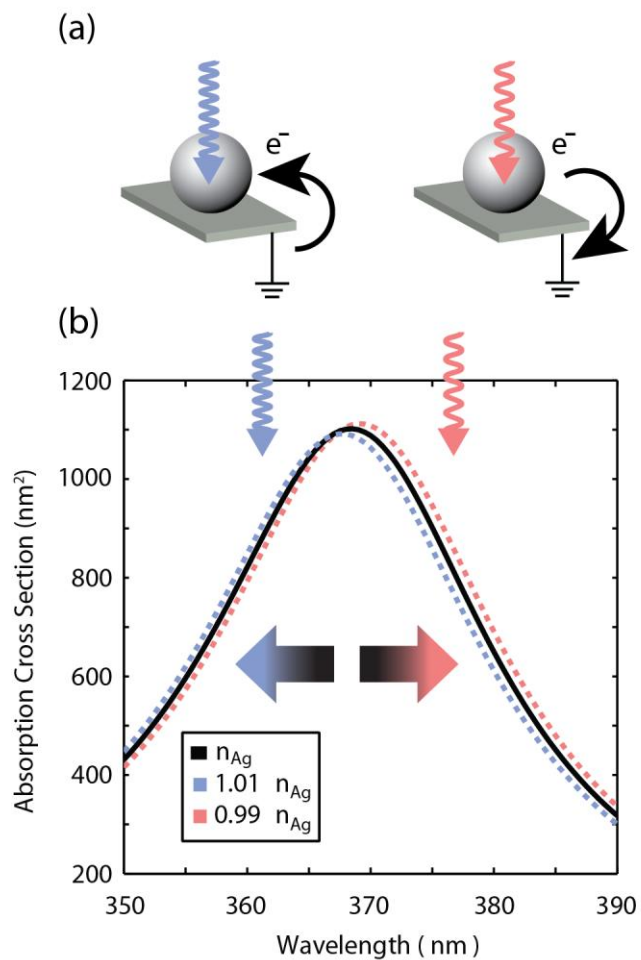 (a)
e⁻ e⁻
(b)
Absorption Cross Section (nm²)
1200
1000
800
600
400
200
n_Ag
1.01 n_Ag
0.99 n_Ag
350 360 370 380 390
Wavelength ( nm )